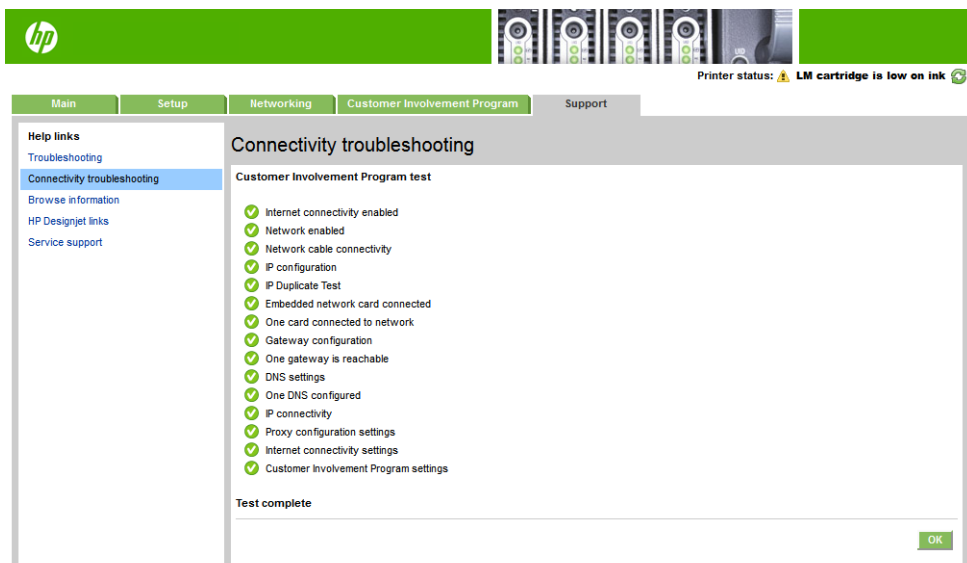 hp
Printer status: LM cartridge is low on ink
Main Setup Networking Customer Involvement Program Support
Help links
Troubleshooting
Connectivity troubleshooting
Browse information
HP Designjet links
Service support
Connectivity troubleshooting
Customer Involvement Program test
Internet connectivity enabled
Network enabled
Network cable connectivity
IP configuration
IP Duplicate Test
Embedded network card connected
One card connected to network
Gateway configuration
One gateway is reachable
DNS settings
One DNS configured
IP connectivity
Proxy configuration settings
Internet connectivity settings
Customer Involvement Program settings
Test complete
OK